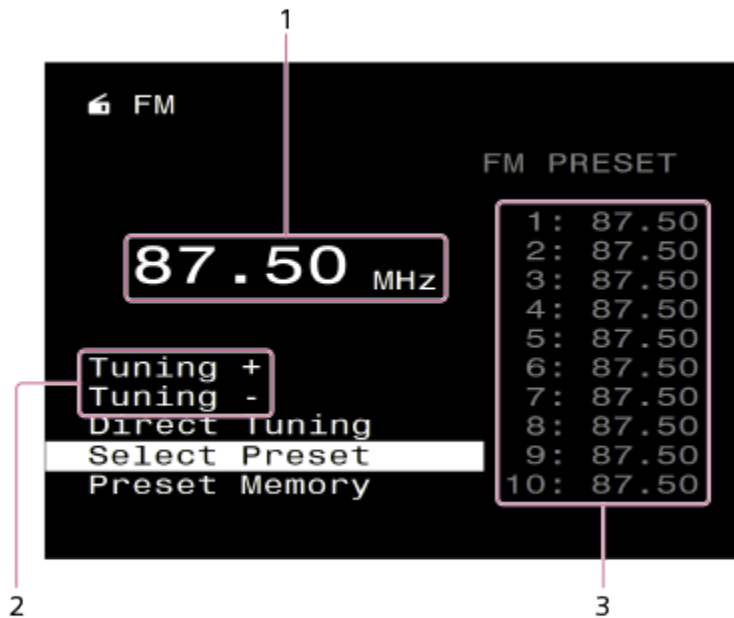 1
FM
FM PRESET
87.50 MHz
1: 87.50
2: 87.50
3: 87.50
4: 87.50
5: 87.50
6: 87.50
7: 87.50
8: 87.50
9: 87.50
10: 87.50
Tuning +
Tuning -
Direct Tuning
Select Preset
Preset Memory
2
3